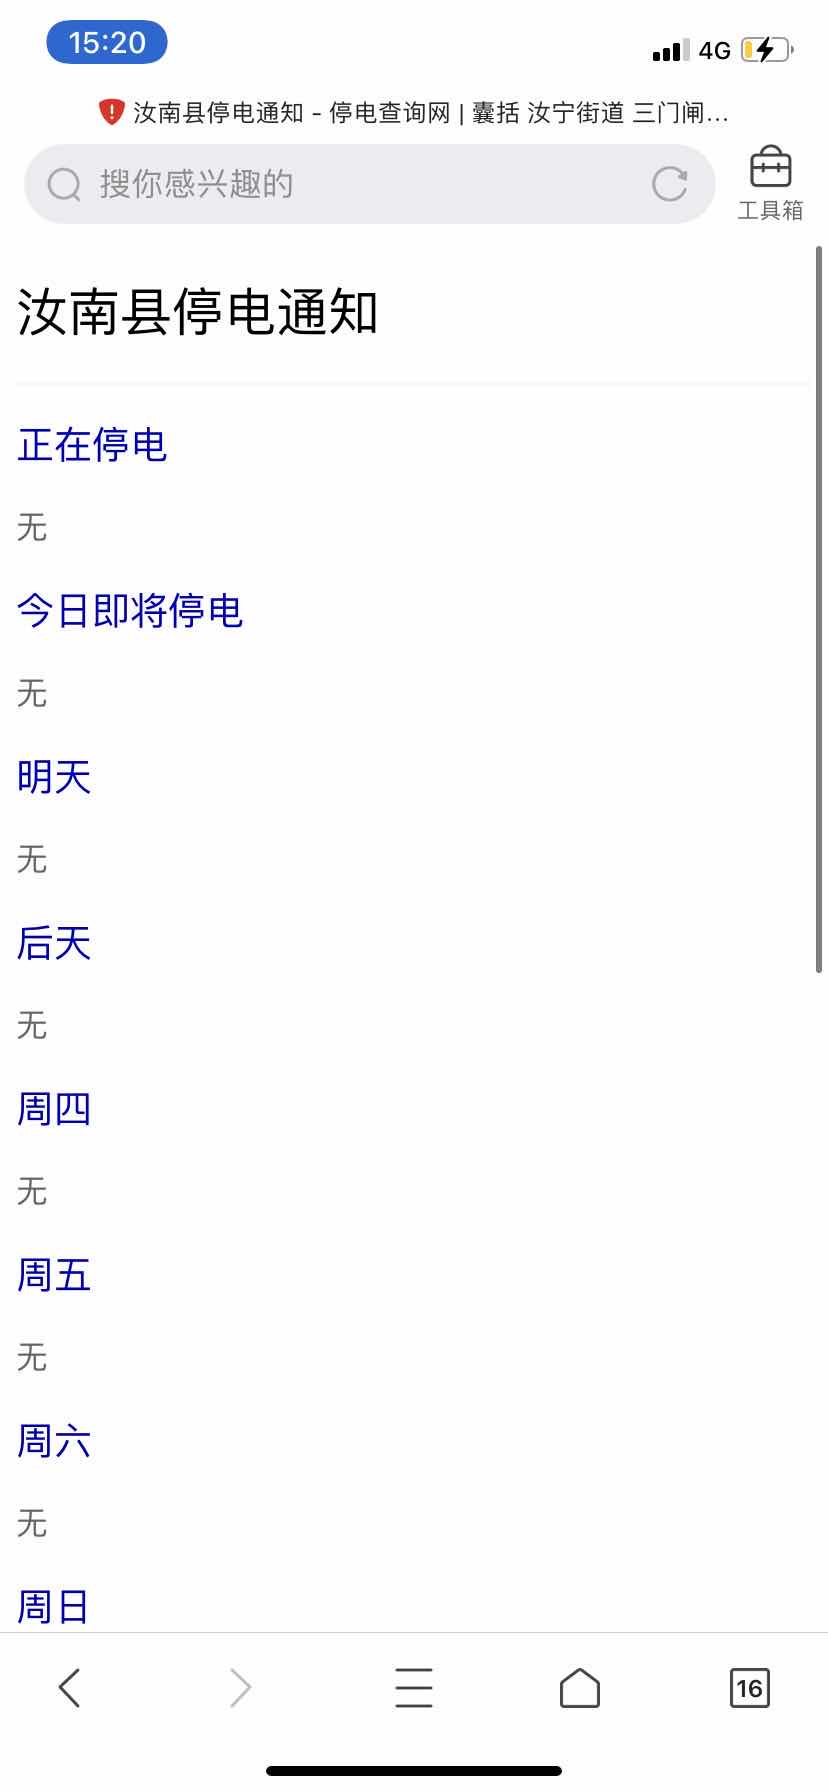 15:20
4G
汝南县停电通知 - 停电查询网 | 囊括 汝宁街道 三门闸...
搜你感兴趣的
工具箱
汝南县停电通知
正在停电
无
今日即将停电
无
明天
无
后天
无
周四
无
周五
无
周六
无
周日
16